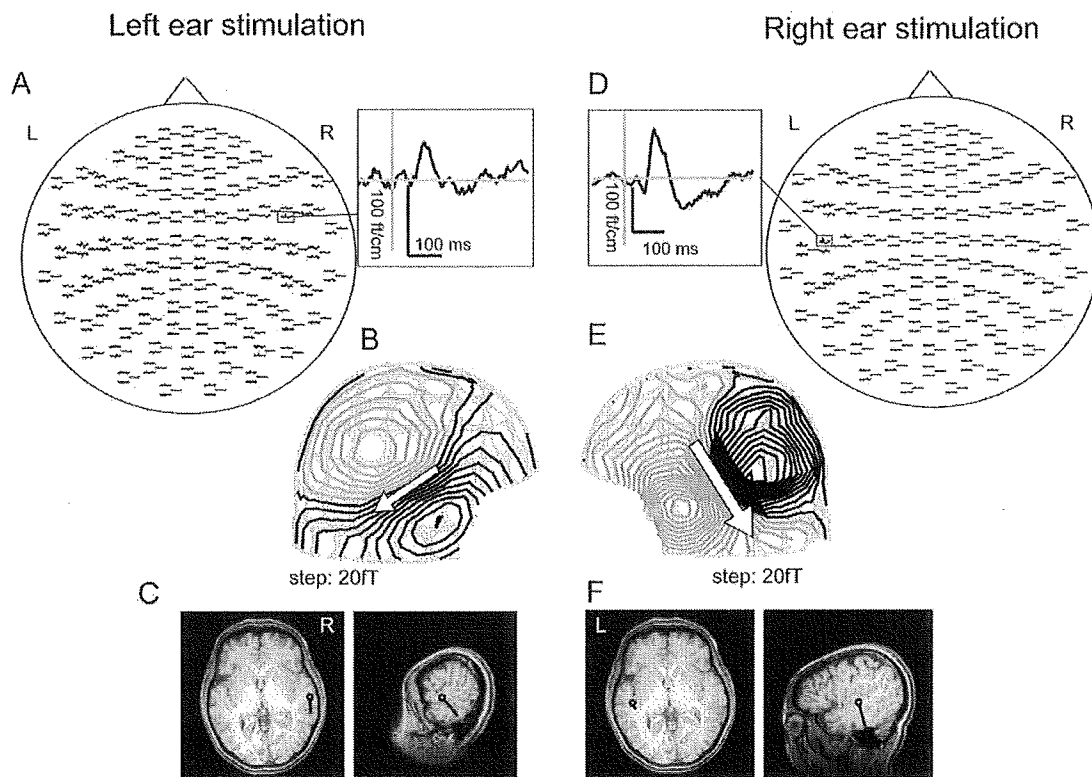 Left ear stimulation
Right ear stimulation
A
L
R
100 ft/cm
100 ms
D
L
R
100 ft/cm
100 ms
B
step: 20fT
E
step: 20fT
C
R
F
L